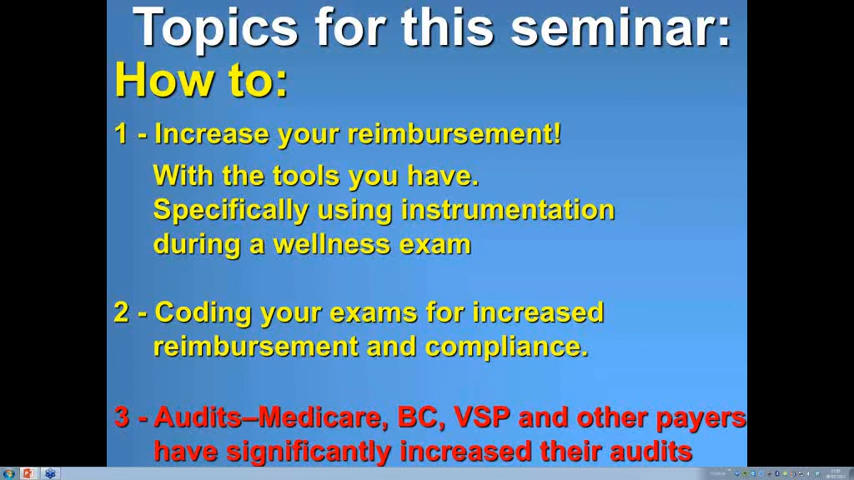 Topics for this seminar:
How to:
1 - Increase your reimbursement!
With the tools you have.
Specifically using instrumentation
during a wellness exam
2 - Coding your exams for increased
reimbursement and compliance.
3 - Audits–Medicare, BC, VSP and other payers
have significantly increased their audits